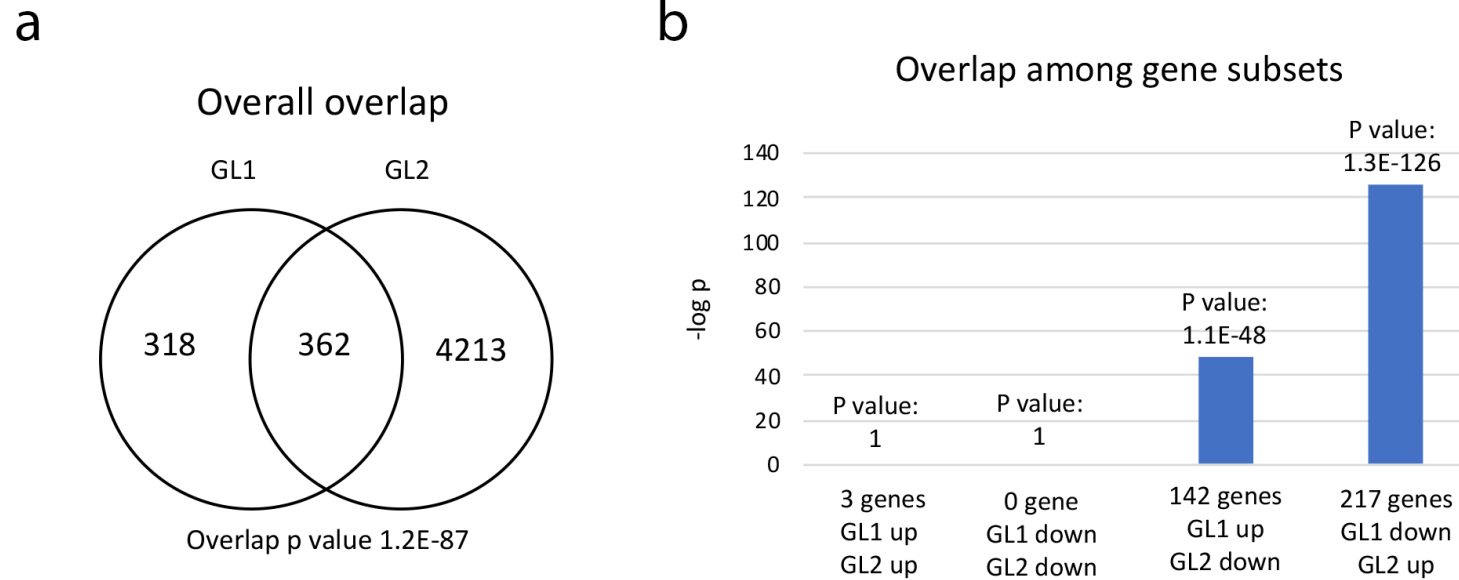 a
Overall overlap
GL1
GL2
318
362
4213
Overlap p value 1.2E-87
b
Overlap among gene subsets
-log p
140
120
100
80
60
40
20
0
P value:
1
P value:
1
P value:
1.1E-48
P value:
1.3E-126
3 genes
GL1 up
GL2 up
0 gene
GL1 down
GL2 down
142 genes
GL1 up
GL2 down
217 genes
GL1 down
GL2 up